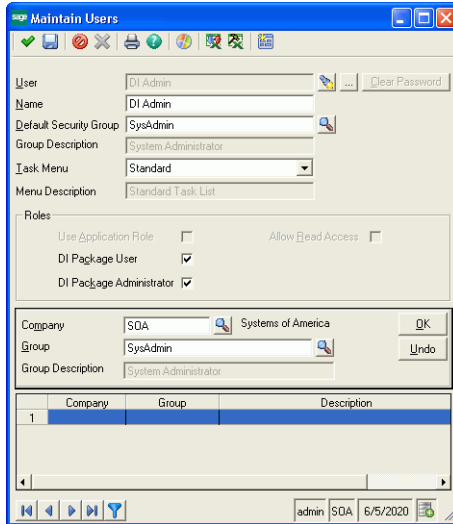 sage Maintain Users
User DI Admin ... Clear Password
Name DI Admin
Default Security Group SysAdmin
Group Description System Administrator
Task Menu Standard
Menu Description Standard Task List
Roles
Use Application Role Allow Read Access
DI Package User
DI Package Administrator
Company SOA Systems of America OK
Group SysAdmin Undo
Group Description System Administrator
Company Group Description
1
admin SOA 6/5/2020